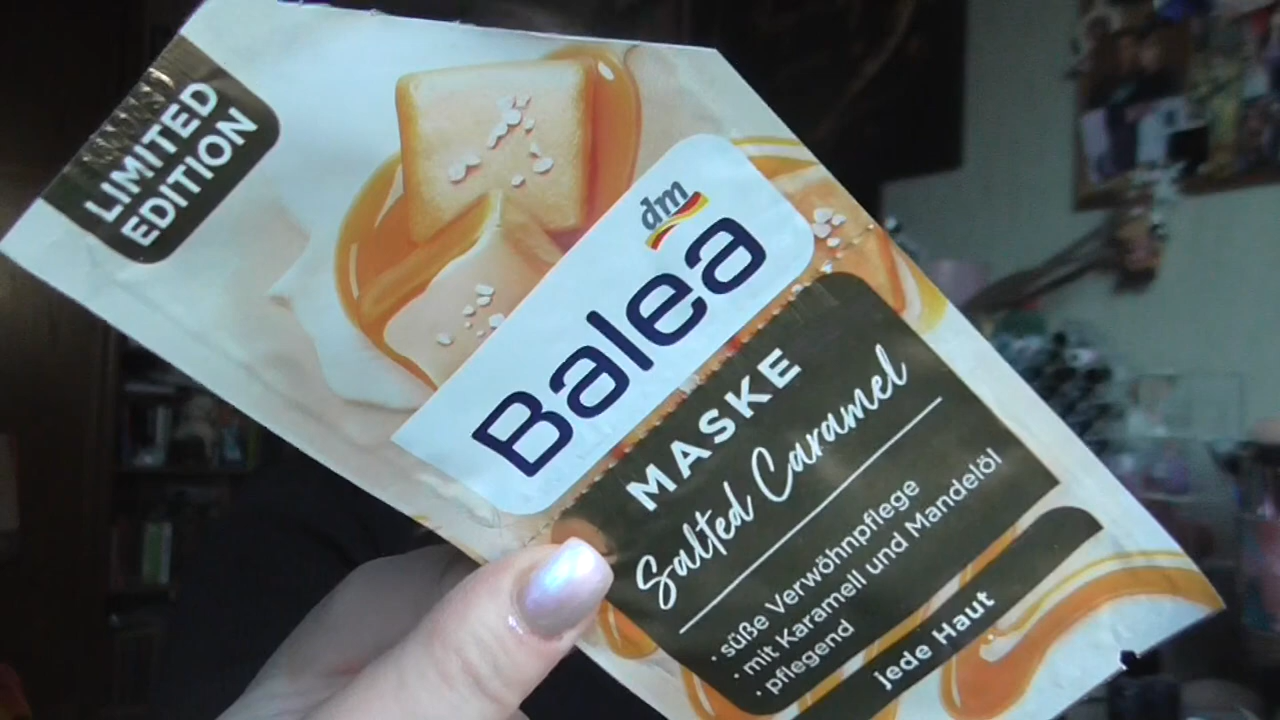 LIMITED
EDITION
dm
Balea
MASKE
Salted Caramel
· süße Verwöhnpflege
· mit Karamell und Mandelöl
· pflegend
jede Haut